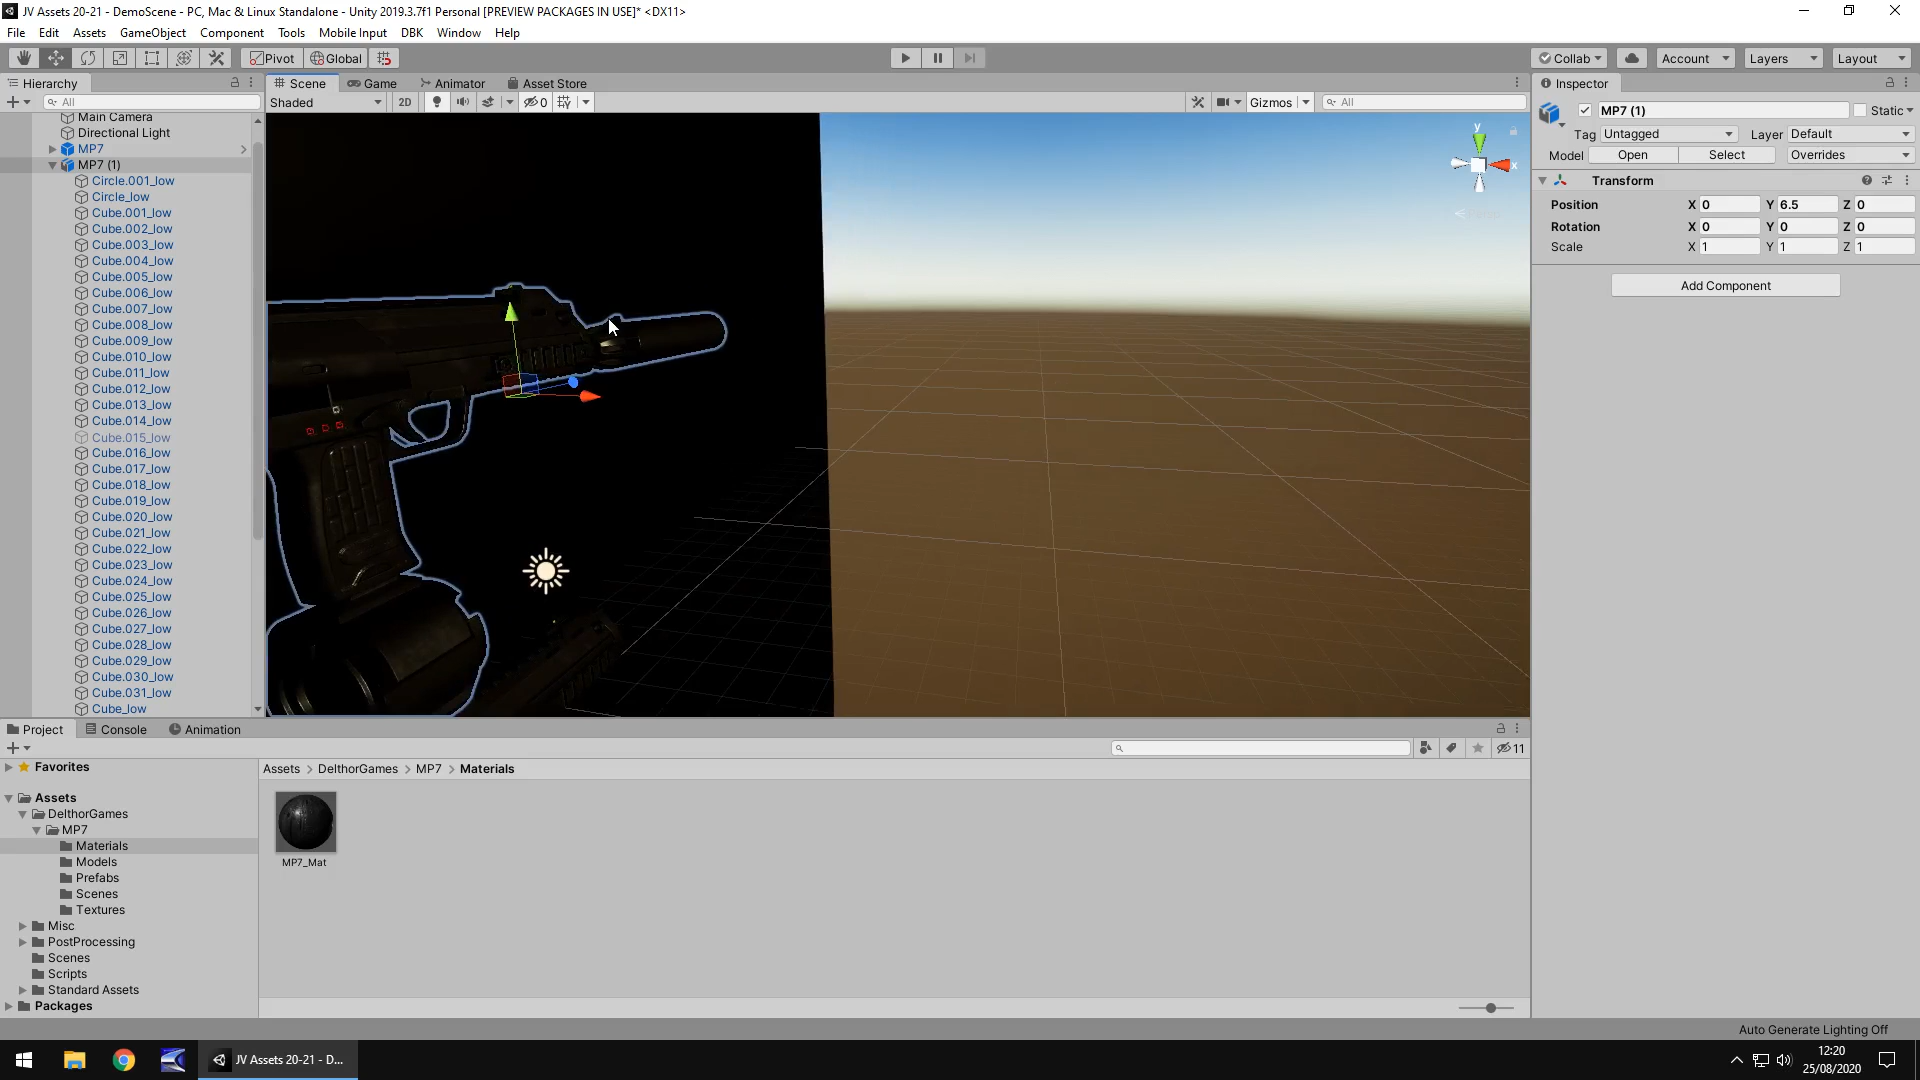 JV Assets 20-21 - DemoScene - PC, Mac & Linux Standalone - Unity 2019.3.7f1 Personal [PREVIEW PACKAGES IN USE]* <DX11>
File Edit Assets GameObject Component Tools Mobile Input DBK Window Help
Pivot Global Collab Account Layers Layout
Hierarchy Scene Game Animator Asset Store Inspector
All Shaded 2D 0 Gizmos All
MP7 (1) Static
Tag Untagged Layer Default
Model Open Select Overrides
Transform
Position X 0 Y 6.5 Z 0
Rotation X 0 Y 0 Z 0
Scale X 1 Y 1 Z 1
Add Component
Main Camera
Directional Light
MP7
MP7 (1)
Circle.001_low
Circle_low
Cube.001_low
Cube.002_low
Cube.003_low
Cube.004_low
Cube.005_low
Cube.006_low
Cube.007_low
Cube.008_low
Cube.009_low
Cube.010_low
Cube.011_low
Cube.012_low
Cube.013_low
Cube.014_low
Cube.015_low
Cube.016_low
Cube.017_low
Cube.018_low
Cube.019_low
Cube.020_low
Cube.021_low
Cube.022_low
Cube.023_low
Cube.024_low
Cube.025_low
Cube.026_low
Cube.027_low
Cube.028_low
Cube.029_low
Cube.030_low
Cube.031_low
Cube_low
y
x
Project Console Animation
11
Favorites
Assets
DelthorGames
MP7
Materials
Models
Prefabs
Scenes
Textures
Misc
PostProcessing
Scenes
Scripts
Standard Assets
Packages
Assets > DelthorGames > MP7 > Materials
MP7_Mat
Auto Generate Lighting Off
JV Assets 20-21 - D...
12:20
25/08/2020